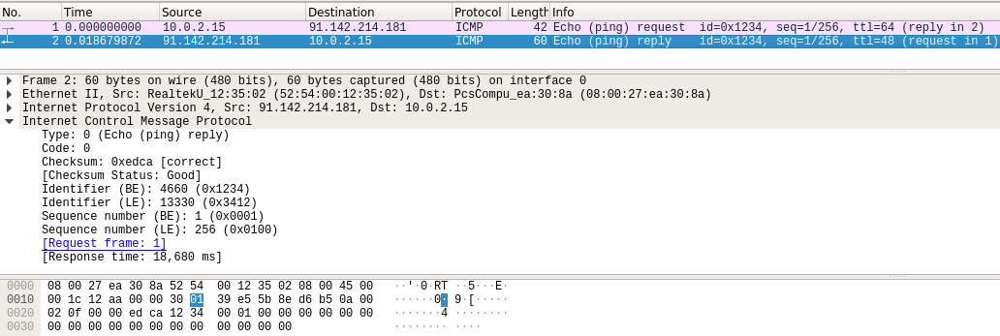 No. Time Source Destination Protocol Length Info
1 0.000000000 10.0.2.15 91.142.214.181 ICMP 42 Echo (ping) request id=0x1234, seq=1/256, ttl=64 (reply in 2)
2 0.018679872 91.142.214.181 10.0.2.15 ICMP 60 Echo (ping) reply id=0x1234, seq=1/256, ttl=48 (request in 1)
Frame 2: 60 bytes on wire (480 bits), 60 bytes captured (480 bits) on interface 0
Ethernet II, Src: RealtekU_12:35:02 (52:54:00:12:35:02), Dst: PcsCompu_ea:30:8a (08:00:27:ea:30:8a)
Internet Protocol Version 4, Src: 91.142.214.181, Dst: 10.0.2.15
Internet Control Message Protocol
Type: 0 (Echo (ping) reply)
Code: 0
Checksum: 0xedca [correct]
[Checksum Status: Good]
Identifier (BE): 4660 (0x1234)
Identifier (LE): 13330 (0x3412)
Sequence number (BE): 1 (0x0001)
Sequence number (LE): 256 (0x0100)
[Request frame: 1]
[Response time: 18,680 ms]
0000 08 00 27 ea 30 8a 52 54 00 12 35 02 08 00 45 00 ··'·0·RT ··5···E·
0010 00 1c 12 aa 00 00 30 01 39 e5 5b 8e d6 b5 0a 00 ······0· 9·[·····
0020 02 0f 00 00 ed ca 12 34 00 01 00 00 00 00 00 00 ·······4 ········
0030 00 00 00 00 00 00 00 00 00 00 00 00 ········ ····